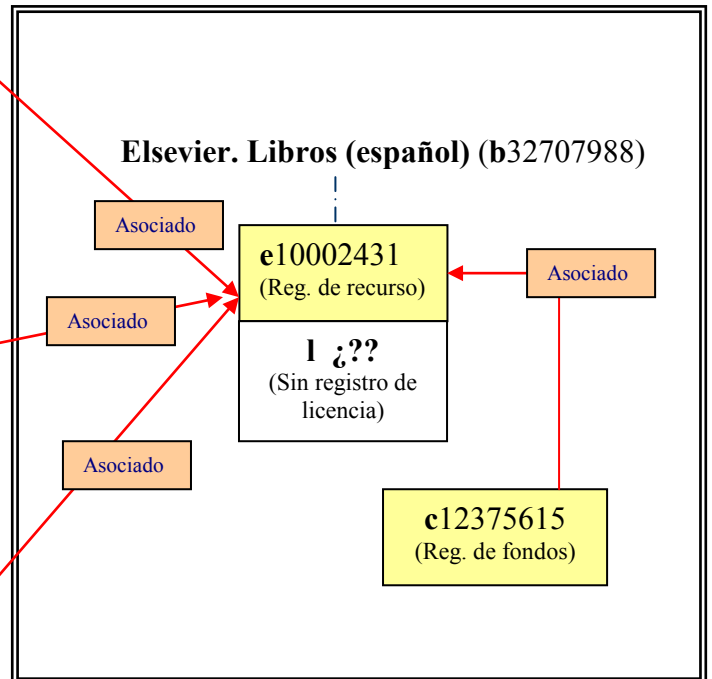 Elsevier. Libros (español) (b32707988)
Asociado
e10002431
(Reg. de recurso)
Asociado
Asociado
l ¿??
(Sin registro de
licencia)
Asociado
c12375615
(Reg. de fondos)